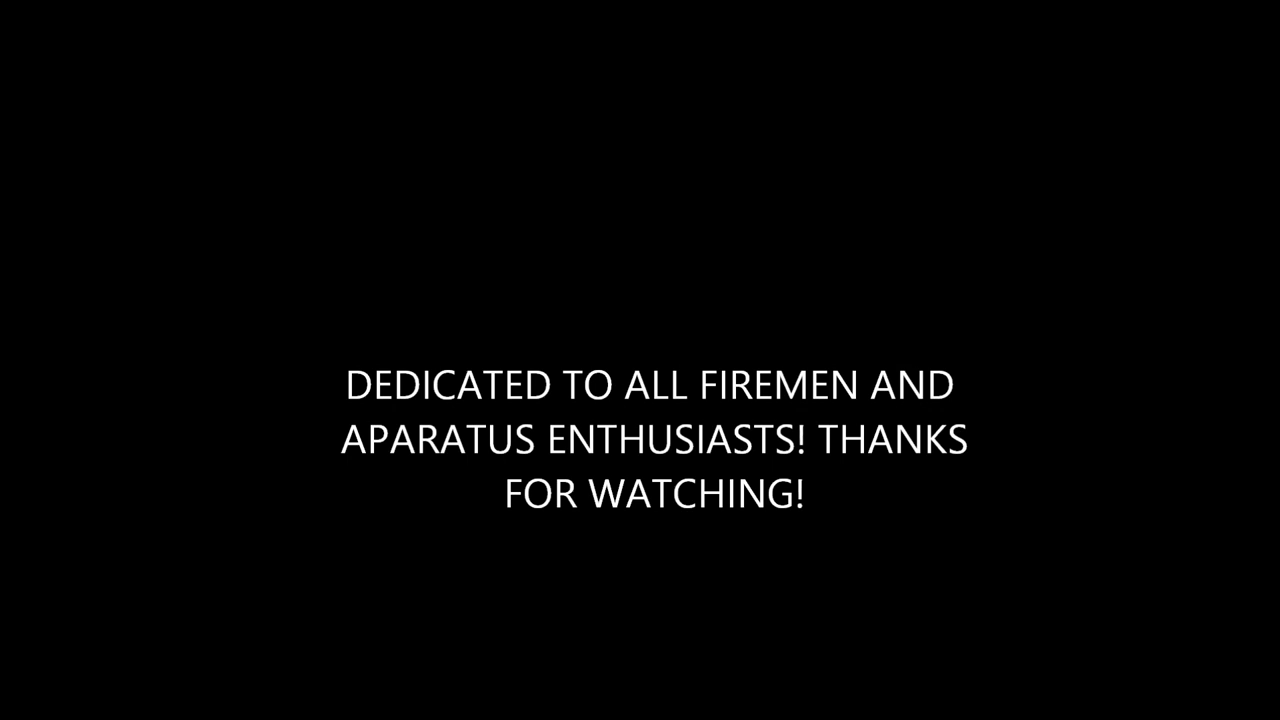 DEDICATED TO ALL FIREMEN AND
APARATUS ENTHUSIASTS! THANKS
FOR WATCHING!